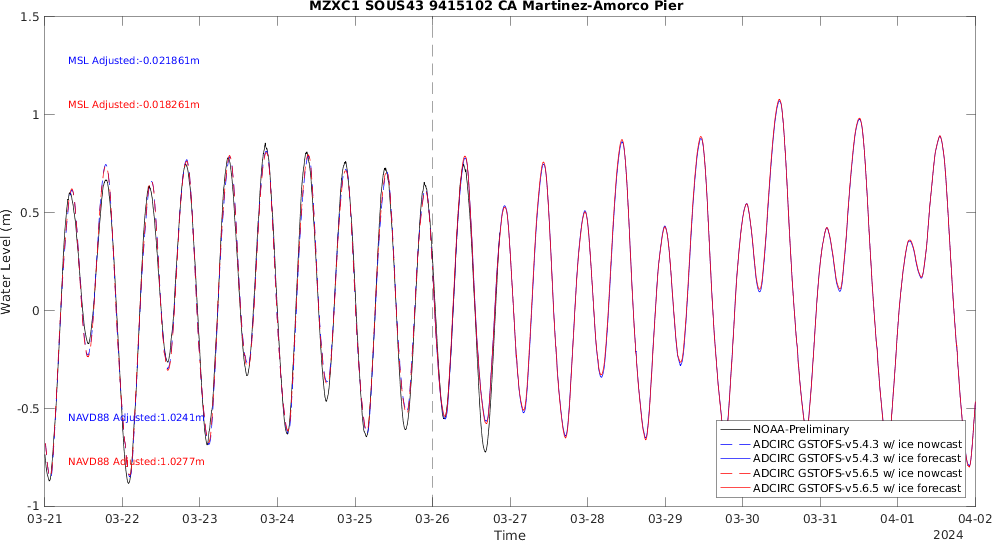 MZXC1 SOUS43 9415102 CA Martinez-Amorco Pier
1.5
MSL Adjusted:-0.021861m
MSL Adjusted:-0.018261m
1
0.5
Water Level (m)
0
-0.5
NAVD88 Adjusted:1.0241m
NAVD88 Adjusted:1.0277m
NOAA-Preliminary
ADCIRC GSTOFS-v5.4.3 w/ ice nowcast
ADCIRC GSTOFS-v5.4.3 w/ ice forecast
ADCIRC GSTOFS-v5.6.5 w/ ice nowcast
ADCIRC GSTOFS-v5.6.5 w/ ice forecast
-1
03-21 03-22 03-23 03-24 03-25 03-26 03-27 03-28 03-29 03-30 03-31 04-01 04-02
Time
2024